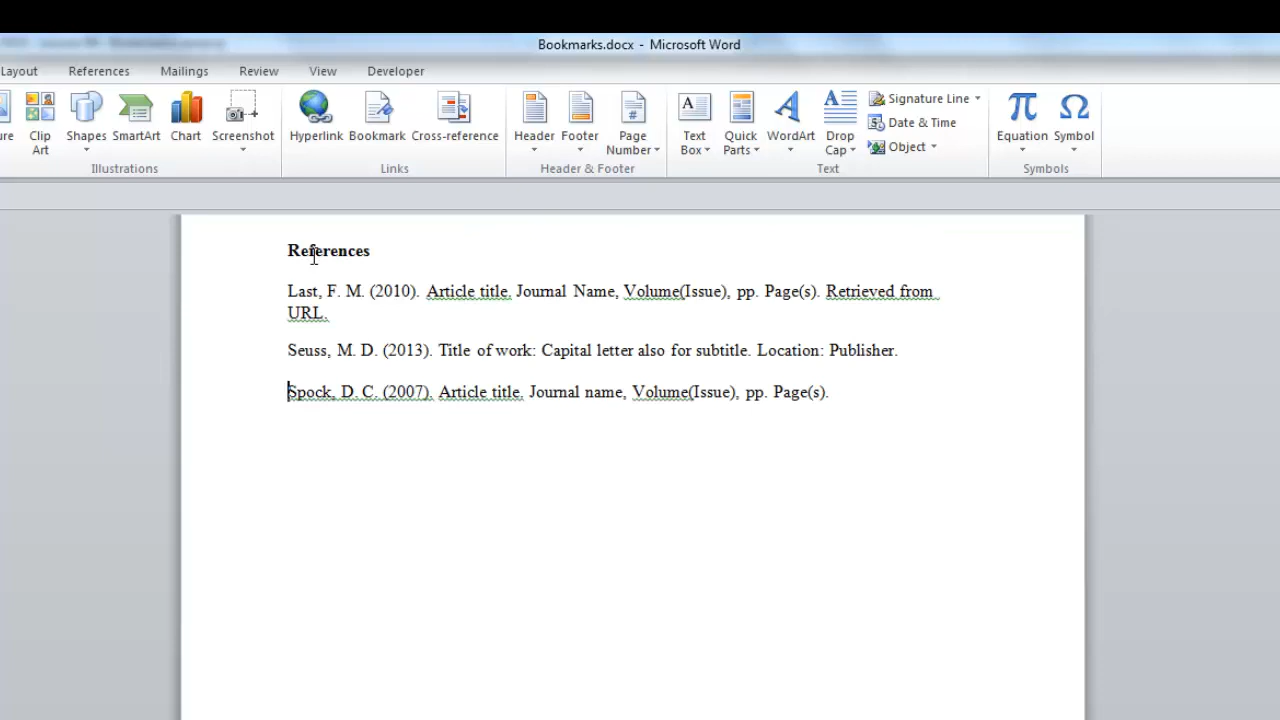 Bookmarks.docx - Microsoft Word
Layout References Mailings Review View Developer
ure Clip Art Shapes SmartArt Chart Screenshot Hyperlink Bookmark Cross-reference Header Footer Page Number Text Box Quick Parts WordArt Drop Cap Signature Line Equation Symbol
Date & Time
Object
Illustrations Links Header & Footer Text Symbols
References
Last, F. M. (2010). Article title. Journal Name, Volume(Issue), pp. Page(s). Retrieved from
URL.
Seuss, M. D. (2013). Title of work: Capital letter also for subtitle. Location: Publisher.
Spock, D. C. (2007). Article title. Journal name, Volume(Issue), pp. Page(s).